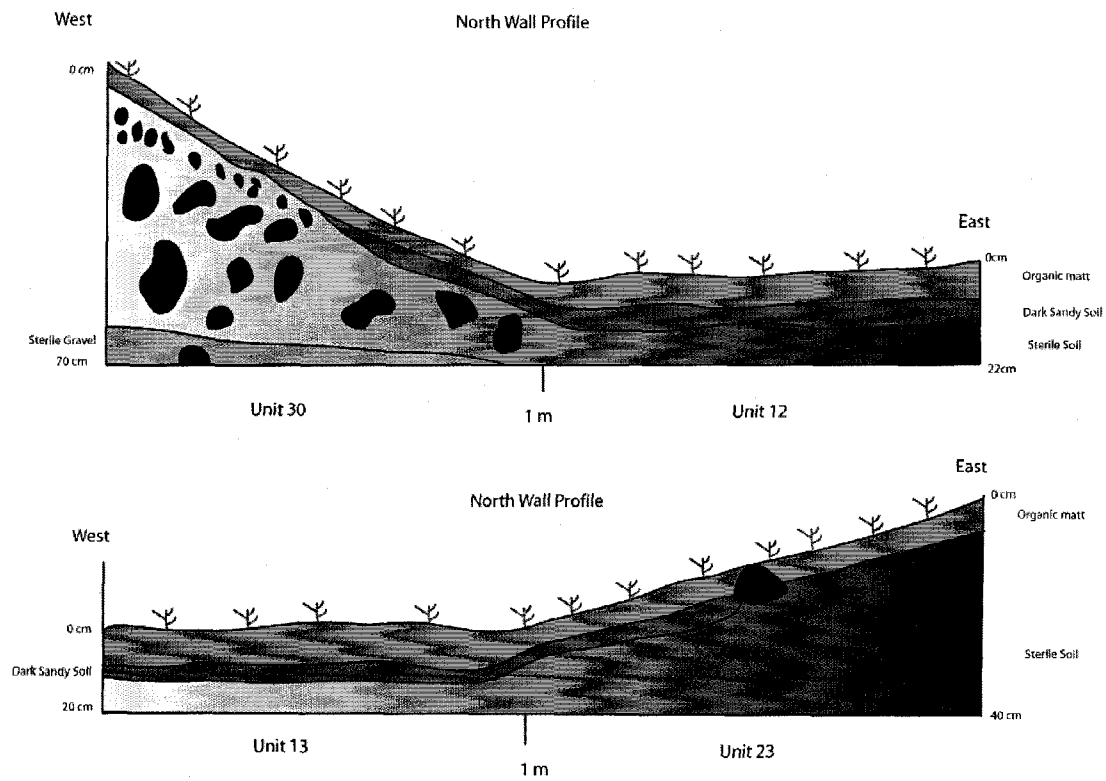 West
North Wall Profile
0 cm
East
0cm
Organic matt
Dark Sandy Soil
Sterile Gravel
Sterile Soil
70 cm
22cm
Unit 30
1 m
Unit 12
East
North Wall Profile
0 cm
Organic matt
West
0 cm
Sterile Soil
Dark Sandy Soil
20 cm
40 cm
Unit 13
1 m
Unit 23